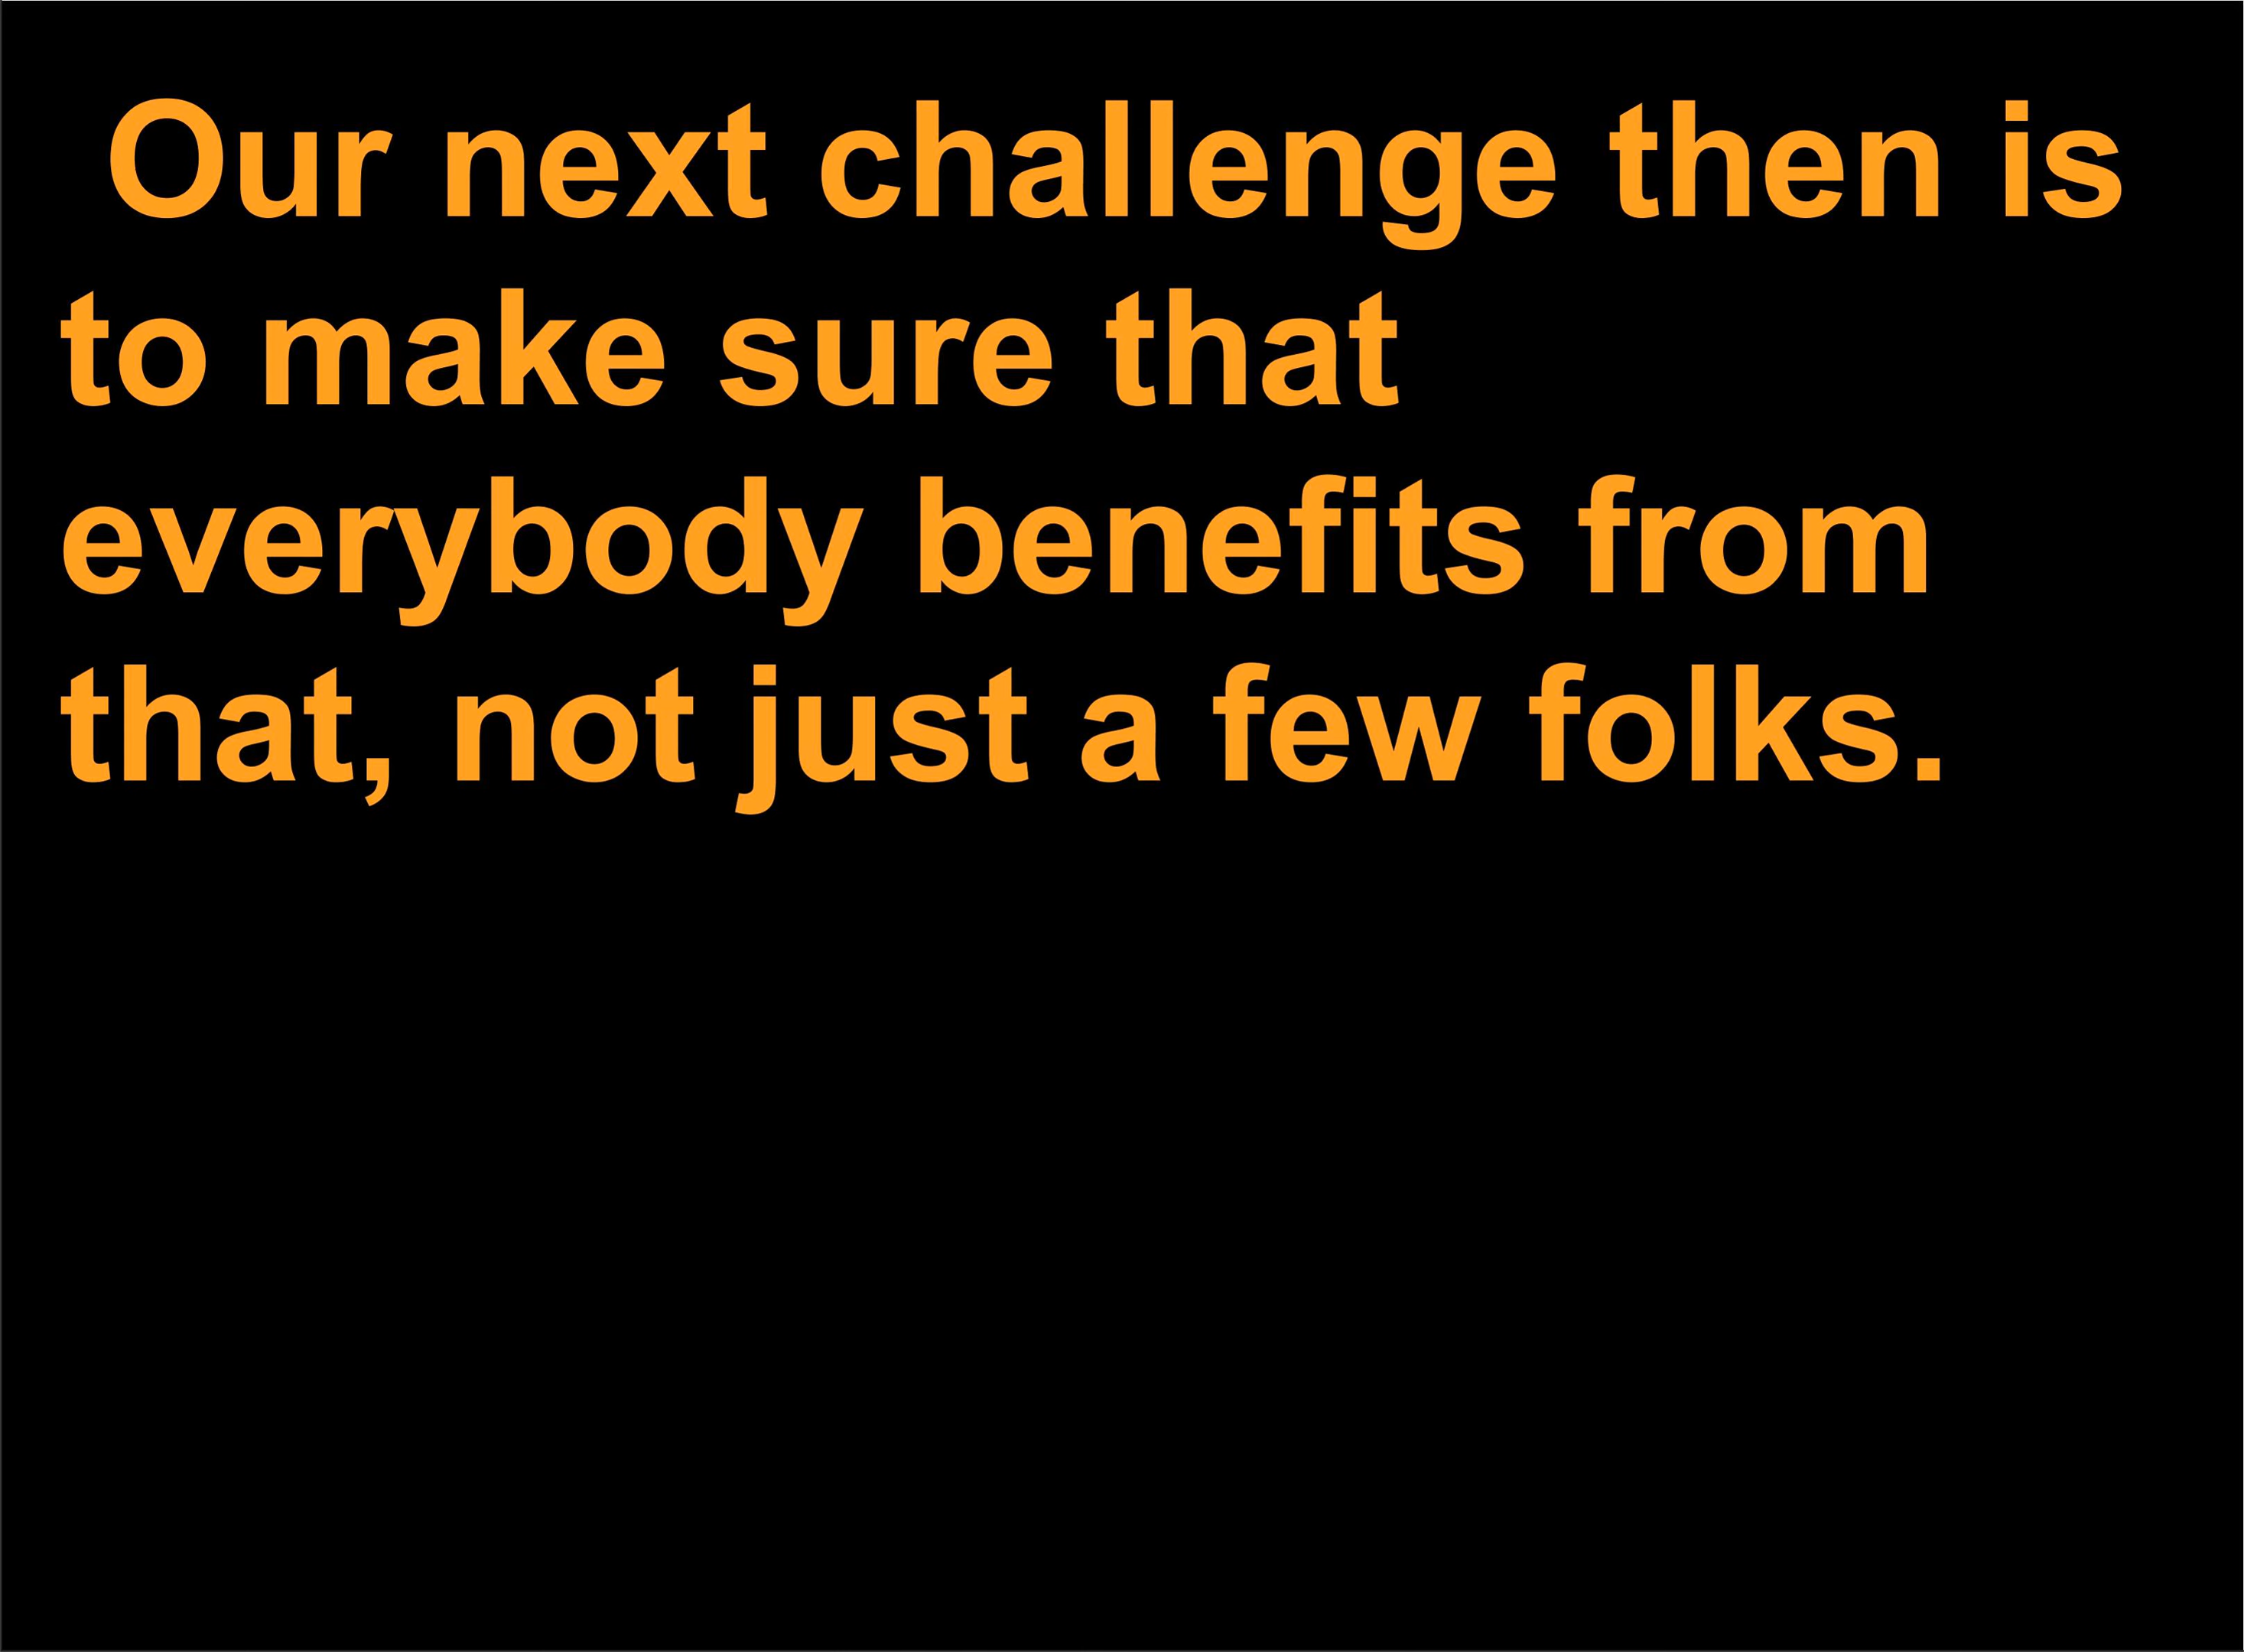 Our next challenge then is
to make sure that
everybody benefits from
that, not just a few folks.